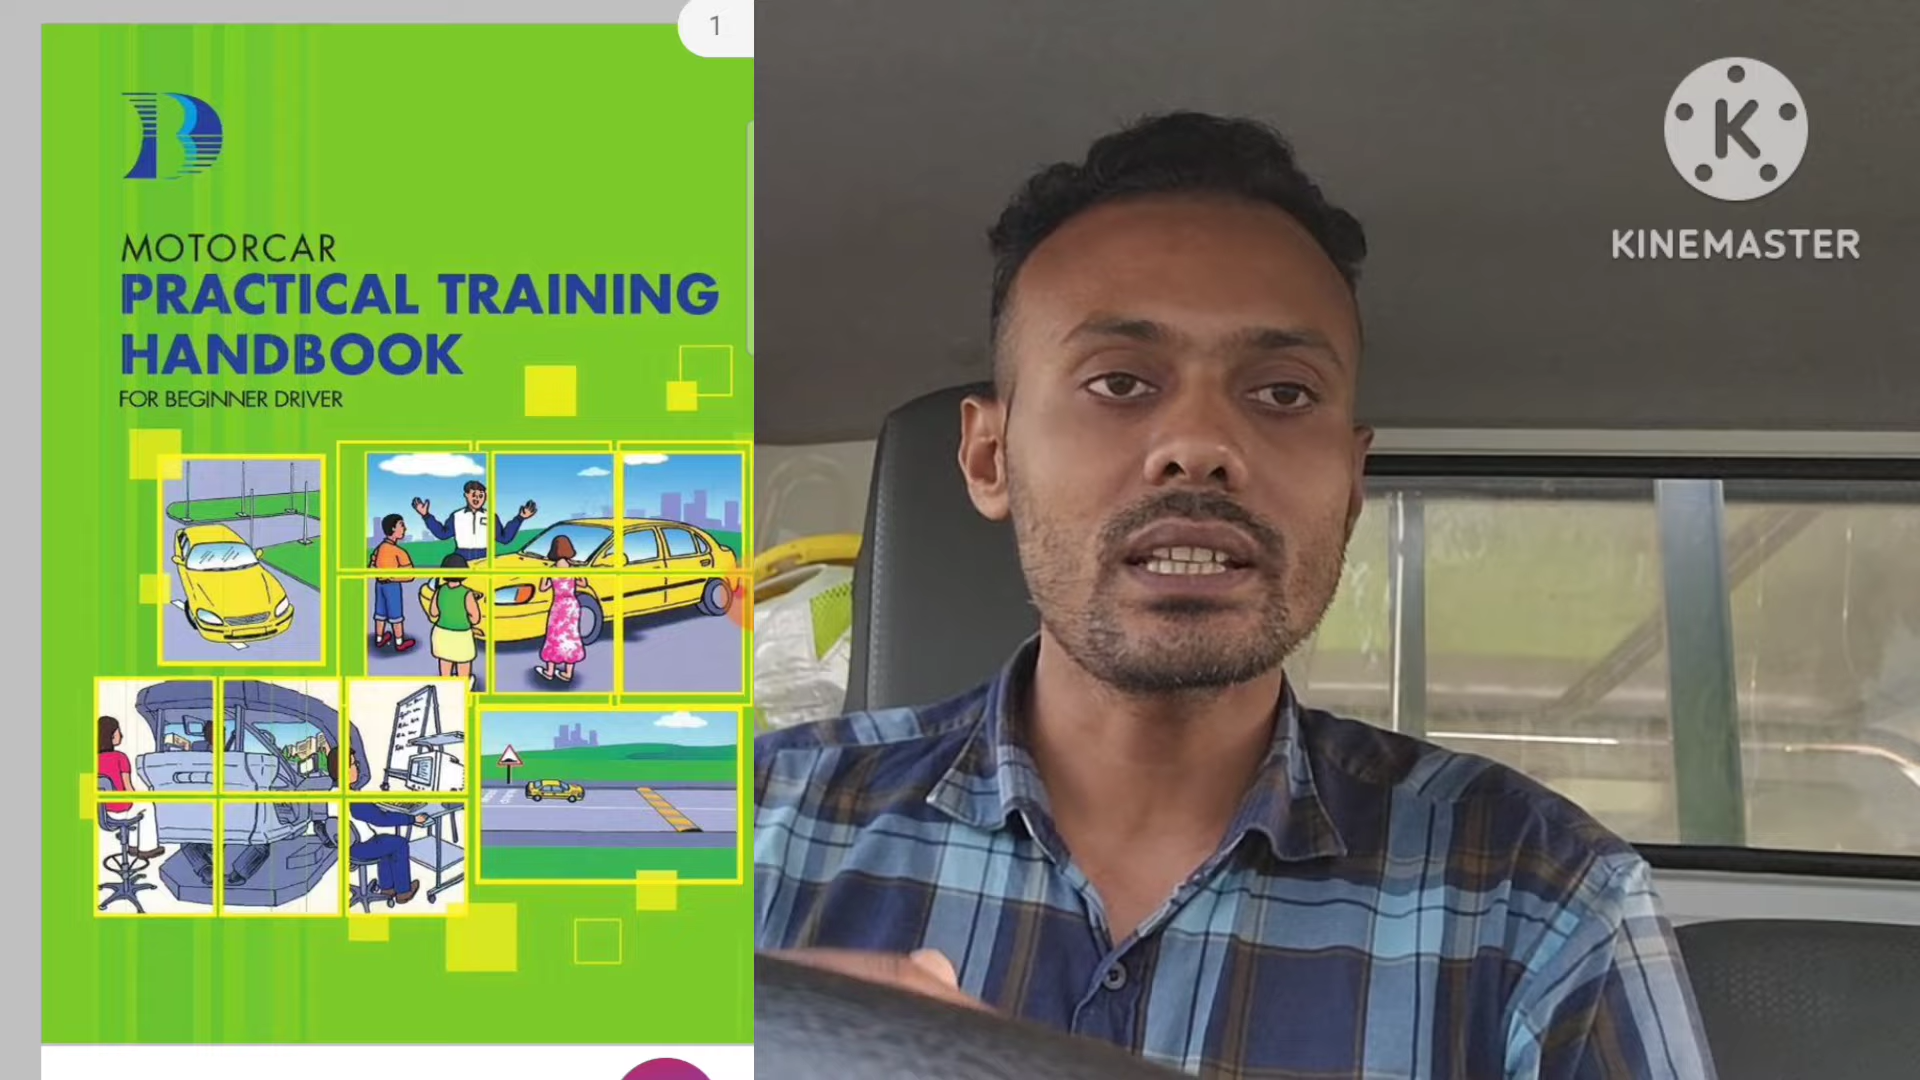 1
MOTORCAR
PRACTICAL TRAINING
HANDBOOK
FOR BEGINNER DRIVER
K
KINEMASTER